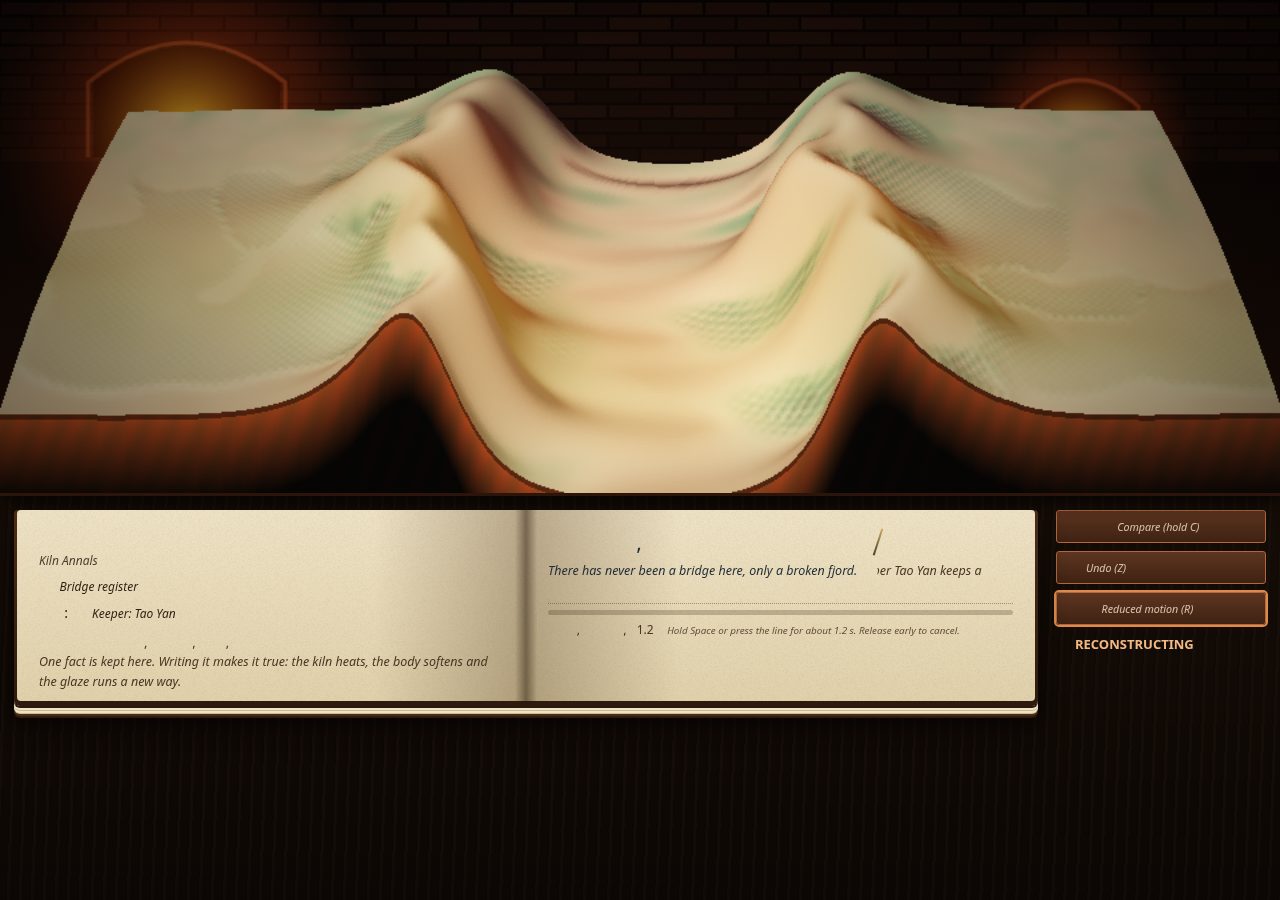 Kiln Annals
Bridge register
: Keeper: Tao Yan
, , ,
One fact is kept here. Writing it makes it true: the kiln heats, the body softens and
the glaze runs a new way.
,
There has never been a bridge here, only a broken fjord. er Tao Yan keeps a
, , 1.2 Hold Space or press the line for about 1.2 s. Release early to cancel.
Compare (hold C)
Undo (Z)
Reduced motion (R)
RECONSTRUCTING